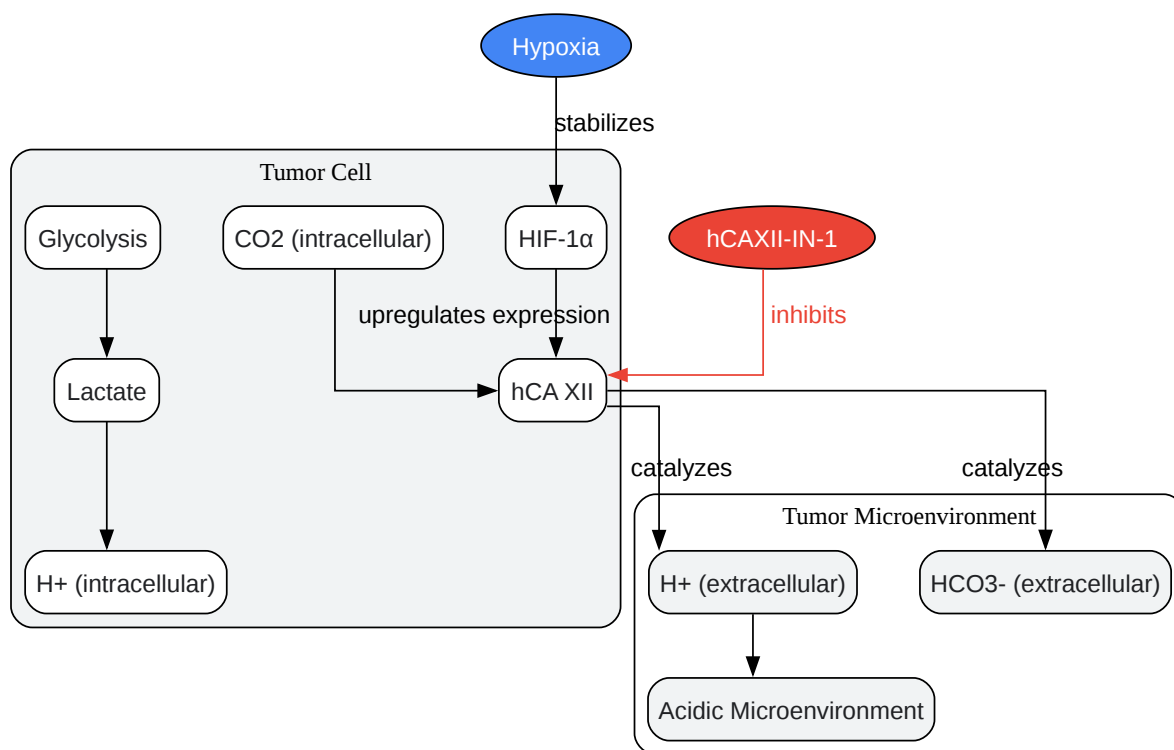 Hypoxia
stabilizes
Tumor Cell
Glycolysis
CO2 (intracellular)
HIF-1α
hCAXII-IN-1
upregulates expression
inhibits
Lactate
hCA XII
catalyzes
catalyzes
Tumor Microenvironment
H+ (intracellular)
H+ (extracellular)
HCO3- (extracellular)
Acidic Microenvironment